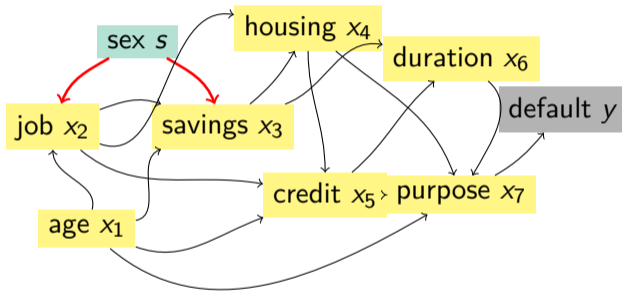 sex s
housing x4
duration x6
job x2
savings x3
default y
credit x5
purpose x7
age x1